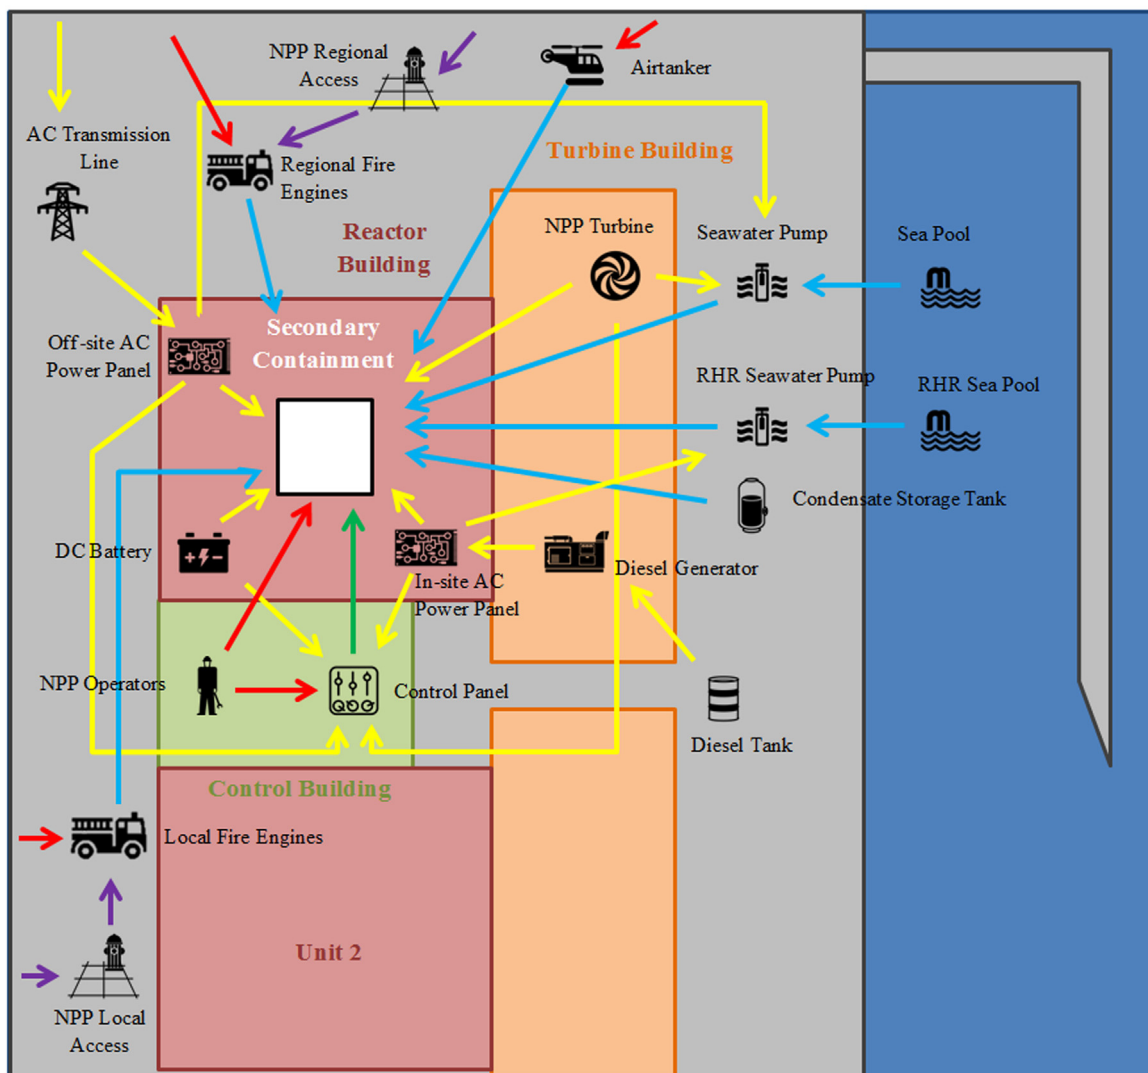 NPP Regional
Access
Airtanker
AC Transmission
Line
Regional Fire
Engines
Turbine Building
Reactor
Building
NPP Turbine
Seawater Pump
Sea Pool
Secondary
Containment
Off-site AC
Power Panel
RHR Seawater Pump
RHR Sea Pool
Condensate Storage Tank
DC Battery
In-site AC
Power Panel
Diesel Generator
NPP Operators
Control Panel
Diesel Tank
Control Building
Local Fire Engines
Unit 2
NPP Local
Access